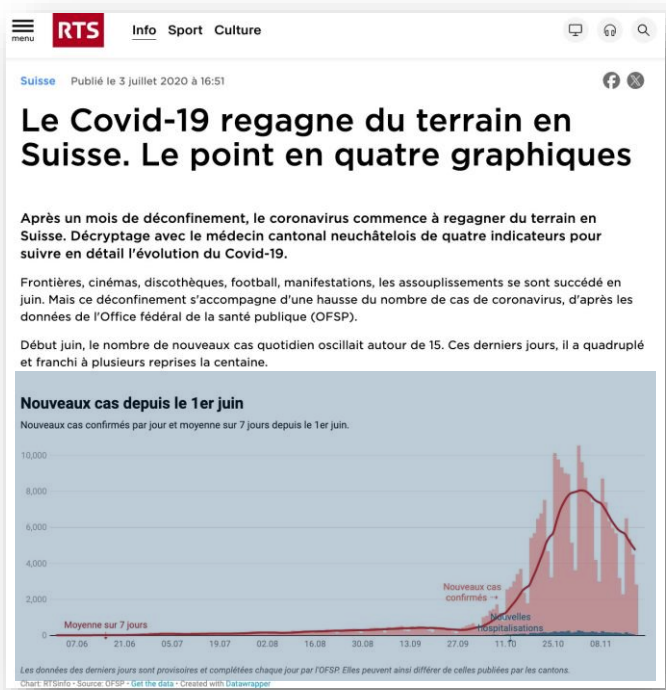 menu
RTS
Info Sport Culture
Suisse Publié le 3 juillet 2020 à 16:51
Le Covid-19 regagne du terrain en
Suisse. Le point en quatre graphiques
Après un mois de déconfinement, le coronavirus commence à regagner du terrain en
Suisse. Décryptage avec le médecin cantonal neuchâtelois de quatre indicateurs pour
suivre en détail l'évolution du Covid-19.
Frontières, cinémas, discothèques, football, manifestations, les assouplissements se sont succédé en
juin. Mais ce déconfinement s'accompagne d'une hausse du nombre de cas de coronavirus, d'après les
données de l'Office fédéral de la santé publique (OFSP).
Début juin, le nombre de nouveaux cas quotidien oscillait autour de 15. Ces derniers jours, il a quadruplé
et franchi à plusieurs reprises la centaine.
Nouveaux cas depuis le 1er juin
Nouveaux cas confirmés par jour et moyenne sur 7 jours depuis le 1er juin.
10,000
8,000
6,000
4,000
2,000
0
Nouveaux cas
confirmés →
Moyenne sur 7 jours
Nouvelles
hospitalisations
07.06 21.06 05.07 19.07 02.08 16.08 30.08 13.09 27.09 11.10 25.10 08.11
Les données des derniers jours sont provisoires et complétées chaque jour par l'OFSP. Elles peuvent ainsi différer de celles publiées par les cantons.
Chart: RTSinfo • Source: OFSP • Get the data • Created with Datawrapper